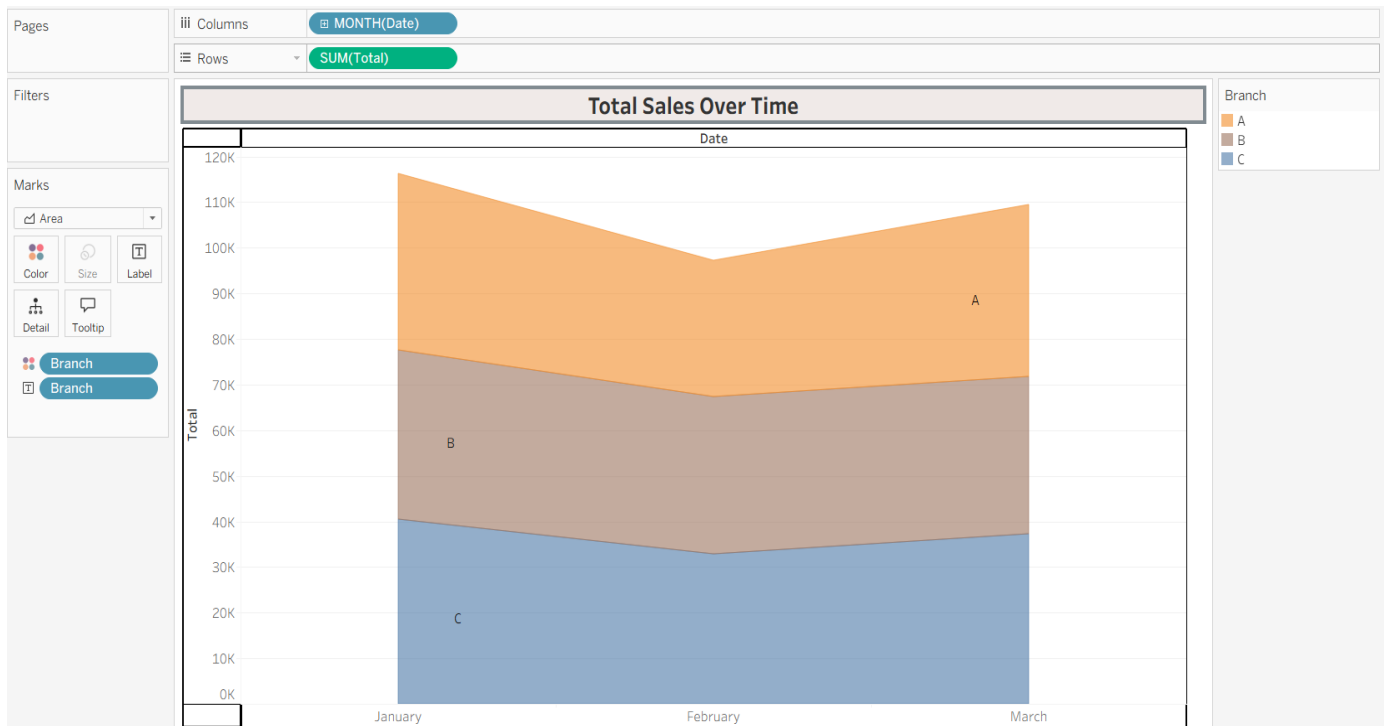 Pages
iii Columns
MONTH(Date)
Rows
SUM(Total)
Filters
Marks
Area
Color
Size
Label
Detail
Tooltip
Branch
Branch
Total Sales Over Time
Date
Total
120K
110K
100K
90K
80K
70K
60K
50K
40K
30K
20K
10K
0K
A
B
C
January
February
March
Branch
A
B
C